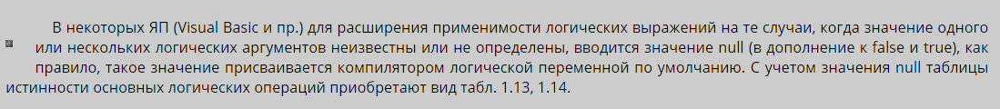 В некоторых ЯП (Visual Basic и пр.) для расширения применимости логических выражений на те случаи, когда значение одного
или нескольких логических аргументов неизвестны или не определены, вводится значение null (в дополнение к false и true), как
правило, такое значение присваивается компилятором логической переменной по умолчанию. С учетом значения null таблицы
истинности основных логических операций приобретают вид табл. 1.13, 1.14.